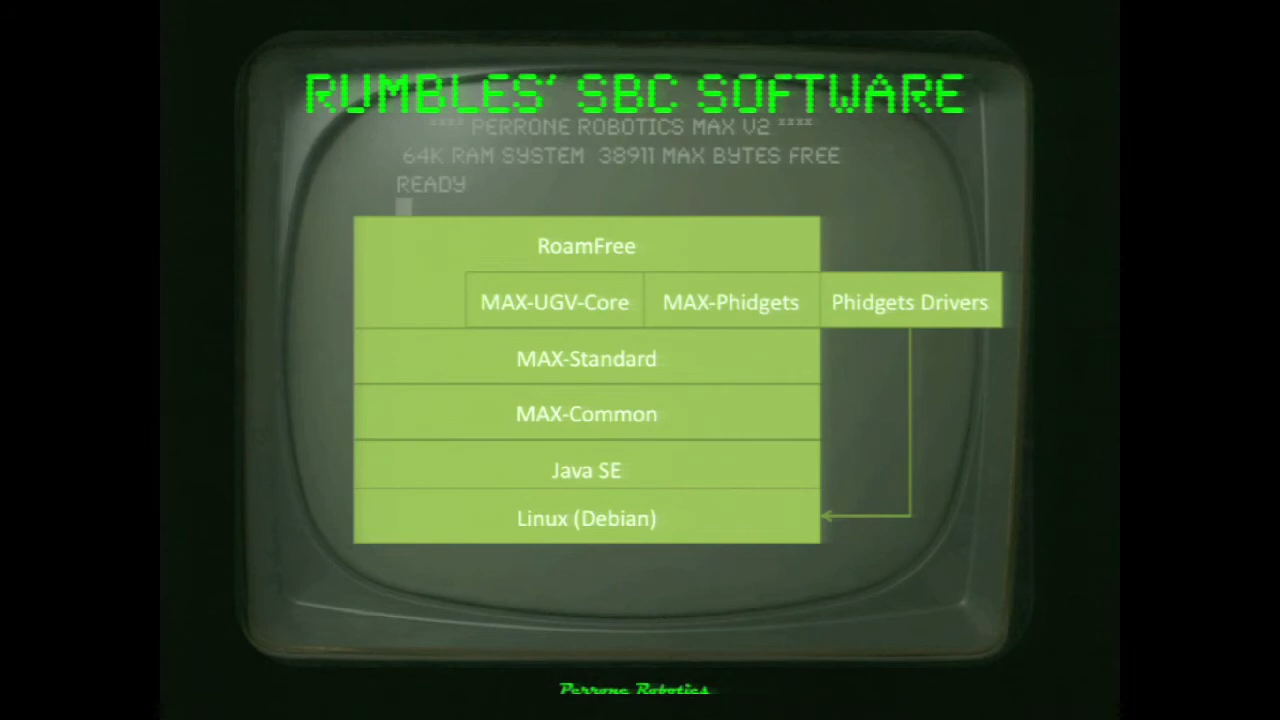 RUMBLES' SBC SOFTWARE
**** PERRONE ROBOTICS MAX V2 ****
64K RAM SYSTEM 38911 MAX BYTES FREE
READY
RoamFree
MAX-UGV-Core MAX-Phidgets Phidgets Drivers
MAX-Standard
MAX-Common
Java SE
Linux (Debian)
Perrone Robotics